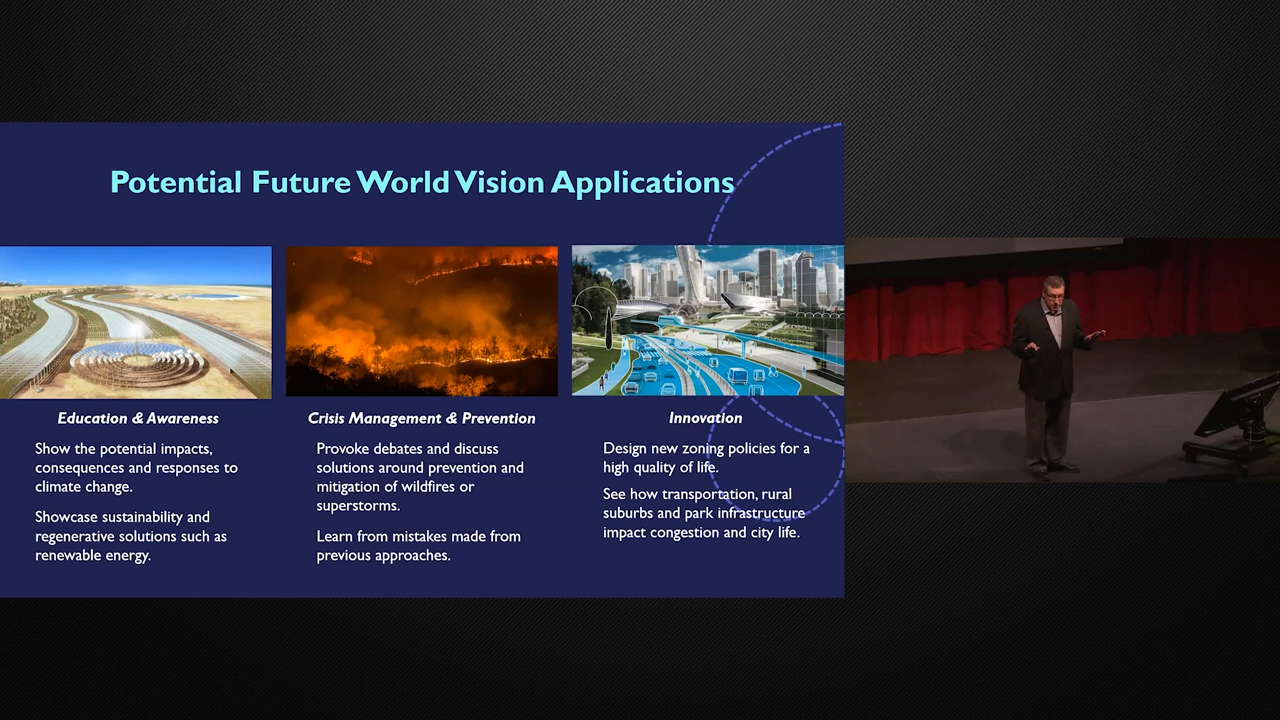 Potential Future World Vision Applications
Education & Awareness
Show the potential impacts,
consequences and responses to
climate change.
Showcase sustainability and
regenerative solutions such as
renewable energy.
Crisis Management & Prevention
Provoke debates and discuss
solutions around prevention and
mitigation of wildfires or
superstorms.
Learn from mistakes made from
previous approaches.
Innovation
Design new zoning policies for a
high quality of life.
See how transportation, rural
suburbs and park infrastructure
impact congestion and city life.